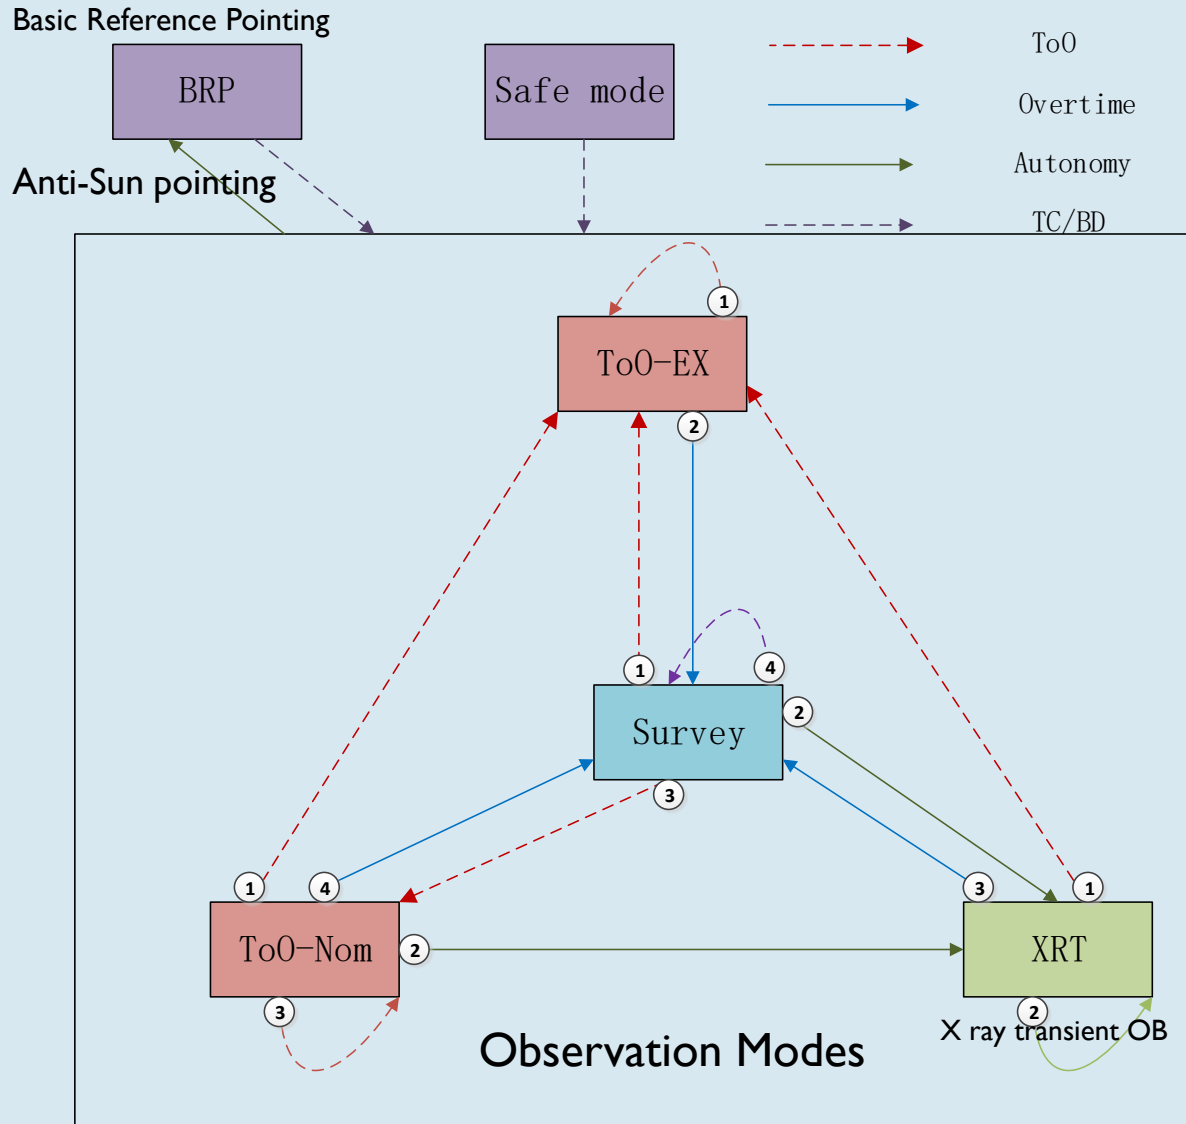 Basic Reference Pointing
BRP
Safe mode
ToO
Overtime
Autonomy
TC/BD
Anti-Sun pointing
1
ToO-EX
2
1
4
2
Survey
3
1
4
3
1
ToO-Nom
2
XRT
3
2
X ray transient OB
Observation Modes